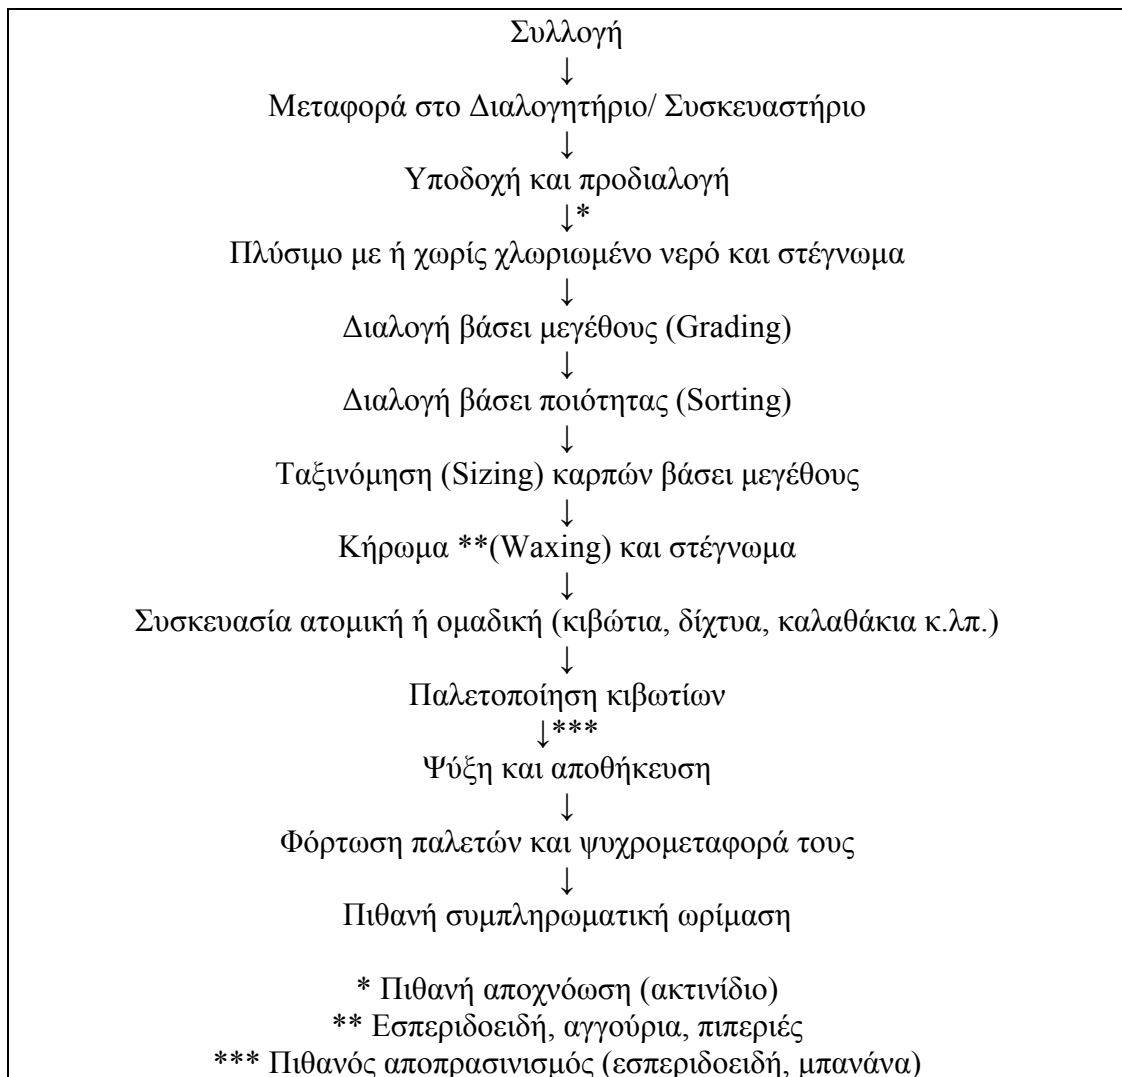 Συλλογή
↓
Μεταφορά στο Διαλογητήριο/ Συσκευαστήριο
↓
Υποδοχή και προδιαλογή
↓*
Πλύσιμο με ή χωρίς χλωριωμένο νερό και στέγνωμα
↓
Διαλογή βάσει μεγέθους (Grading)
↓
Διαλογή βάσει ποιότητας (Sorting)
↓
Ταξινόμηση (Sizing) καρπών βάσει μεγέθους
↓
Κήρωμα **(Waxing) και στέγνωμα
↓
Συσκευασία ατομική ή ομαδική (κιβώτια, δίχτυα, καλαθάκια κ.λπ.)
↓
Παλετοποίηση κιβωτίων
↓***
Ψύξη και αποθήκευση
↓
Φόρτωση παλετών και ψυχρομεταφορά τους
↓
Πιθανή συμπληρωματική ωρίμαση
* Πιθανή αποχνόωση (ακτινίδιο)
** Εσπεριδοειδή, αγγούρια, πιπεριές
*** Πιθανός αποπρασινισμός (εσπεριδοειδή, μπανάνα)